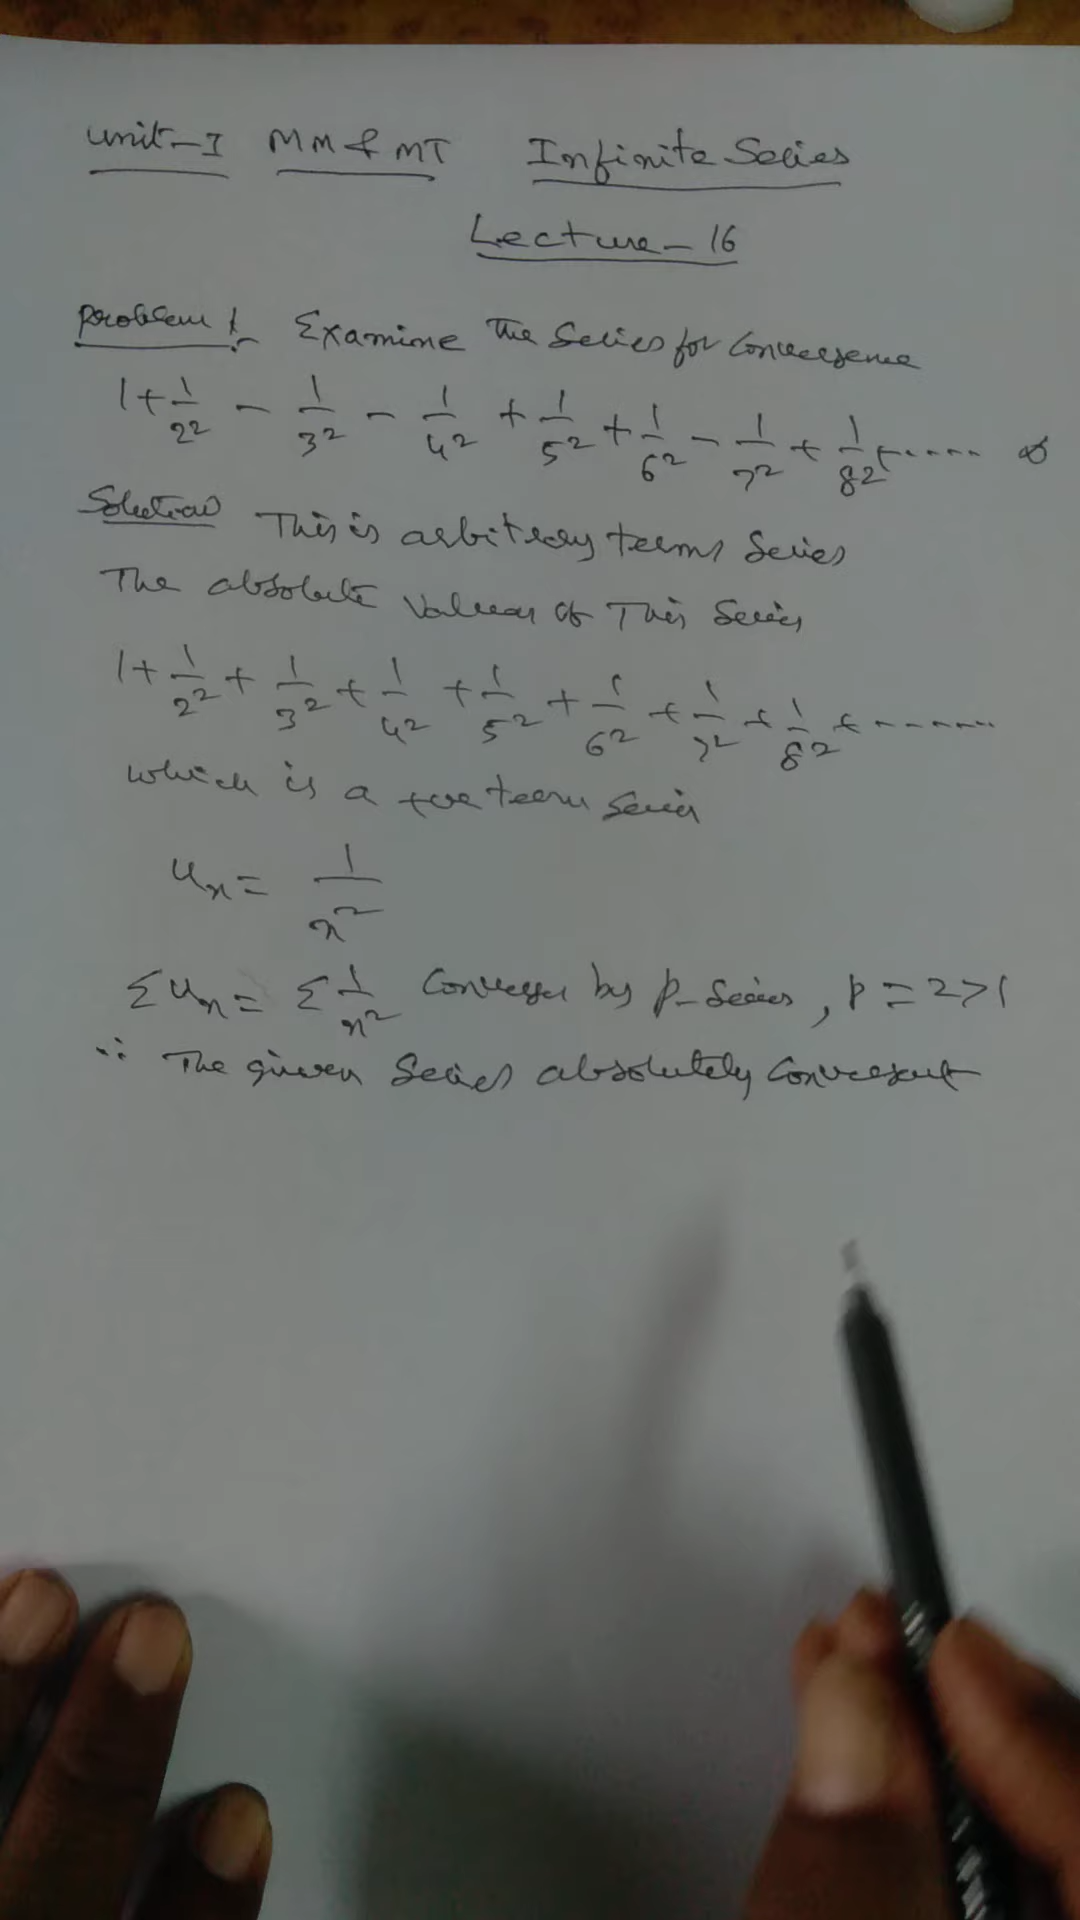 Unit-I MM & MT Infinite Series
Lecture-16
Problem 1:- Examine the Series for Convergence
1 + 1/2² - 1/3² - 1/4² + 1/5² + 1/6² - 1/7² + 1/8² + .....
Solution This is arbitrary terms Series
The absolute Values of This Series
1 + 1/2² + 1/3² + 1/4² + 1/5² + 1/6² + 1/7² + 1/8² + ------
which is a +ve term Series
uₙ = 1/n²
Σuₙ = Σ 1/n² Converges by p-Series, p = 2 > 1
∴ The given Series absolutely Convergent